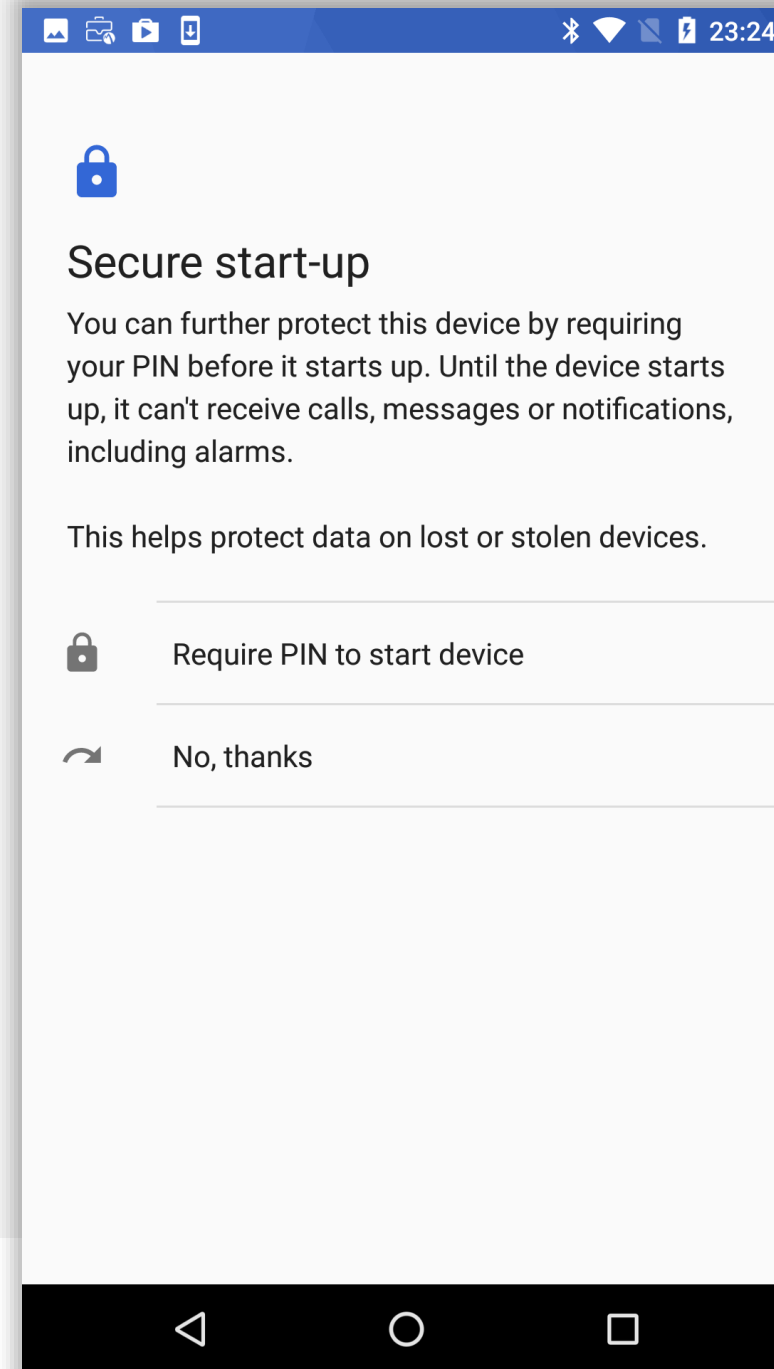 23:24
Secure start-up
You can further protect this device by requiring
your PIN before it starts up. Until the device starts
up, it can't receive calls, messages or notifications,
including alarms.
This helps protect data on lost or stolen devices.
Require PIN to start device
No, thanks